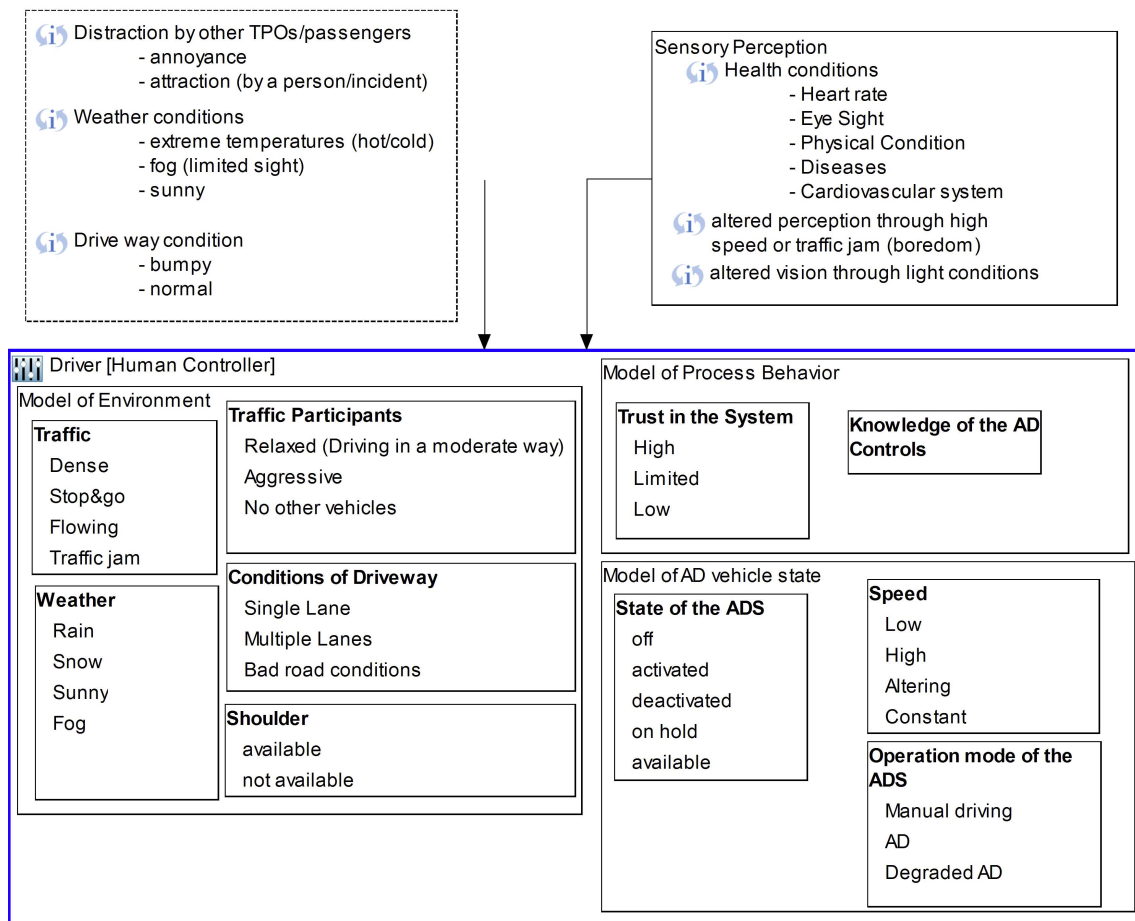 Distraction by other TPOs/passengers
- annoyance
- attraction (by a person/incident)
Weather conditions
- extreme temperatures (hot/cold)
- fog (limited sight)
- sunny
Drive way condition
- bumpy
- normal
Sensory Perception
Health conditions
- Heart rate
- Eye Sight
- Physical Condition
- Diseases
- Cardiovascular system
altered perception through high
speed or traffic jam (boredom)
altered vision through light conditions
Driver [Human Controller]
Model of Environment
Traffic
Dense
Stop&go
Flowing
Traffic jam
Weather
Rain
Snow
Sunny
Fog
Traffic Participants
Relaxed (Driving in a moderate way)
Aggressive
No other vehicles
Conditions of Driveway
Single Lane
Multiple Lanes
Bad road conditions
Shoulder
available
not available
Model of Process Behavior
Trust in the System
High
Limited
Low
Knowledge of the AD
Controls
Model of AD vehicle state
State of the ADS
off
activated
deactivated
on hold
available
Speed
Low
High
Altering
Constant
Operation mode of the
ADS
Manual driving
AD
Degraded AD